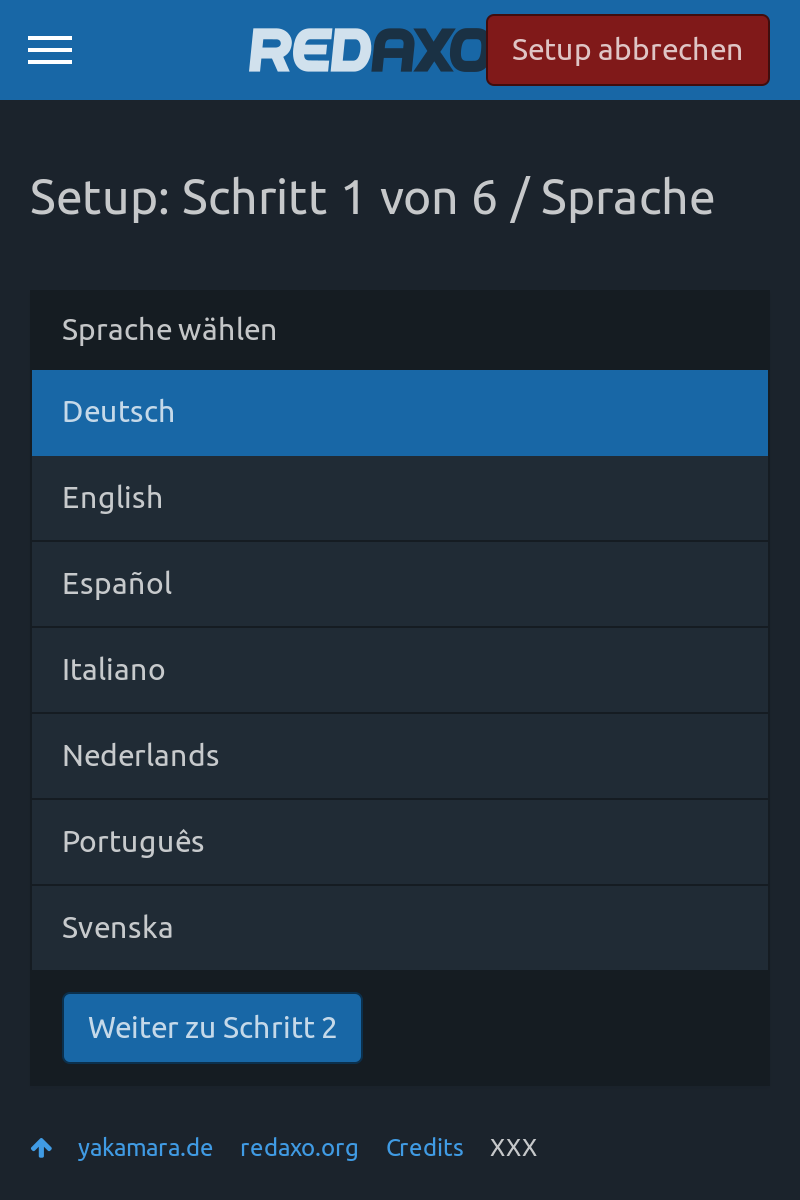 REDAXO
Setup abbrechen
Setup: Schritt 1 von 6 / Sprache
Sprache wählen
Deutsch
English
Español
Italiano
Nederlands
Português
Svenska
Weiter zu Schritt 2
yakamara.de redaxo.org Credits XXX